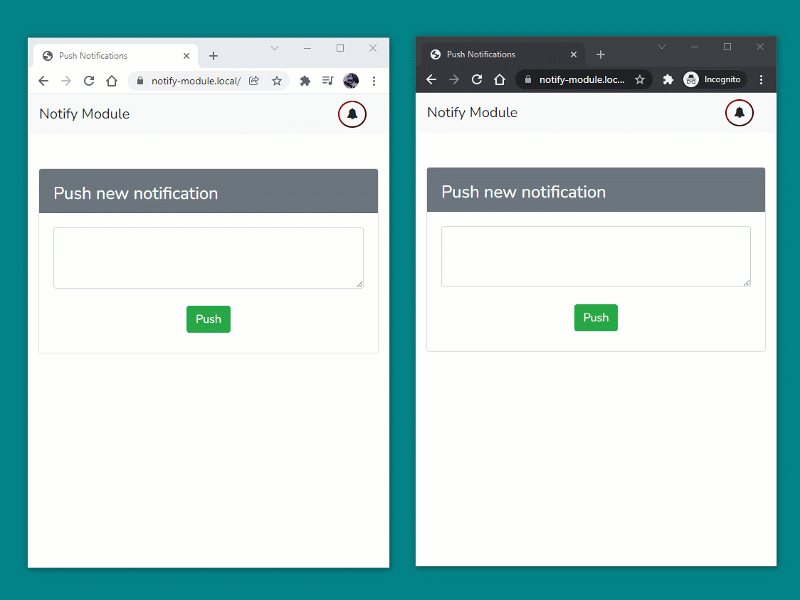 Push Notifications
notify-module.local/
Notify Module
Push new notification
Push
Push Notifications
notify-module.loc...
Incognito
Notify Module
Push new notification
Push